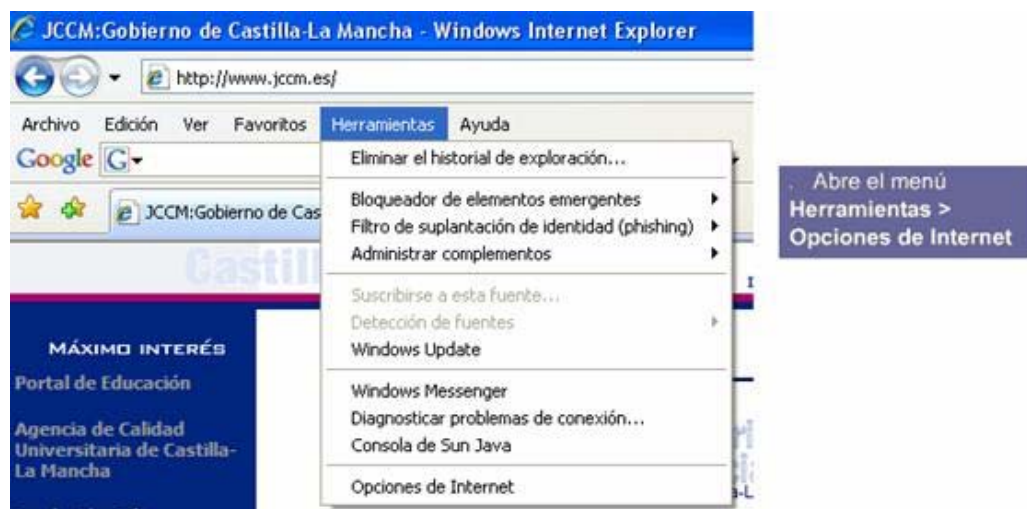 JCCM:Gobierno de Castilla-La Mancha - Windows Internet Explorer
http://www.jccm.es/
Archivo Edición Ver Favoritos Herramientas Ayuda
Google G
JCCM:Gobierno de Cas
Eliminar el historial de exploración...
Bloqueador de elementos emergentes
Filtro de suplantación de identidad (phishing)
Administrar complementos
Suscribirse a esta fuente...
Detección de fuentes
Windows Update
Windows Messenger
Diagnosticar problemas de conexión...
Consola de Sun Java
Opciones de Internet
Castill
MÁXIMO INTERÉS
Portal de Educación
Agencia de Calidad
Universitaria de Castilla-
La Mancha
. Abre el menú
Herramientas >
Opciones de Internet